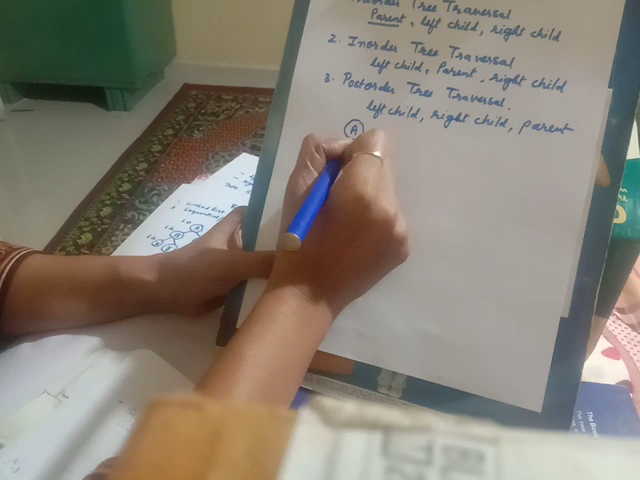 Tree Traversal
Parent, left child, right child
2. Inorder Tree Traversal
left child, Parent, right child
3. Postorder Tree Traversal.
left child, right child, parent
A